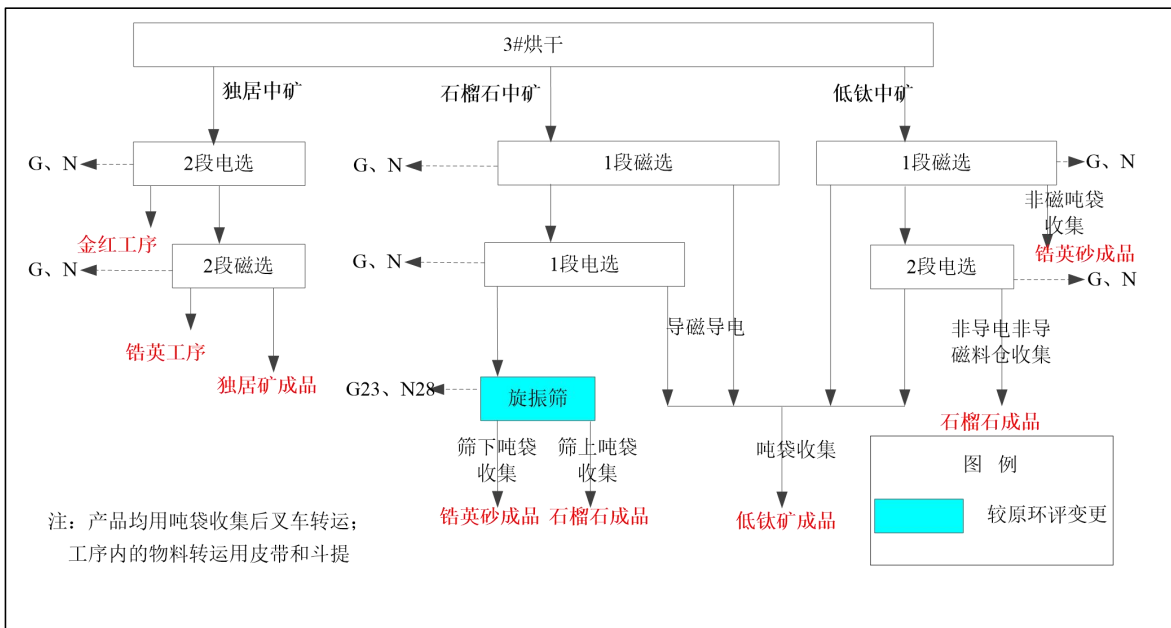 3#烘干
独居中矿
石榴石中矿
低钛中矿
G、N
2段电选
G、N
1段磁选
1段磁选
G、N
金红工序
非磁吨袋
收集
锆英砂成品
G、N
2段磁选
G、N
1段电选
2段电选
G、N
锆英工序
独居矿成品
导磁导电
非导电非导
磁料仓收集
G23、N28
旋振筛
石榴石成品
筛下吨袋
收集
筛上吨袋
收集
吨袋收集
锆英砂成品
石榴石成品
低钛矿成品
图 例
较原环评变更
注：产品均用吨袋收集后叉车转运；
工序内的物料转运用皮带和斗提